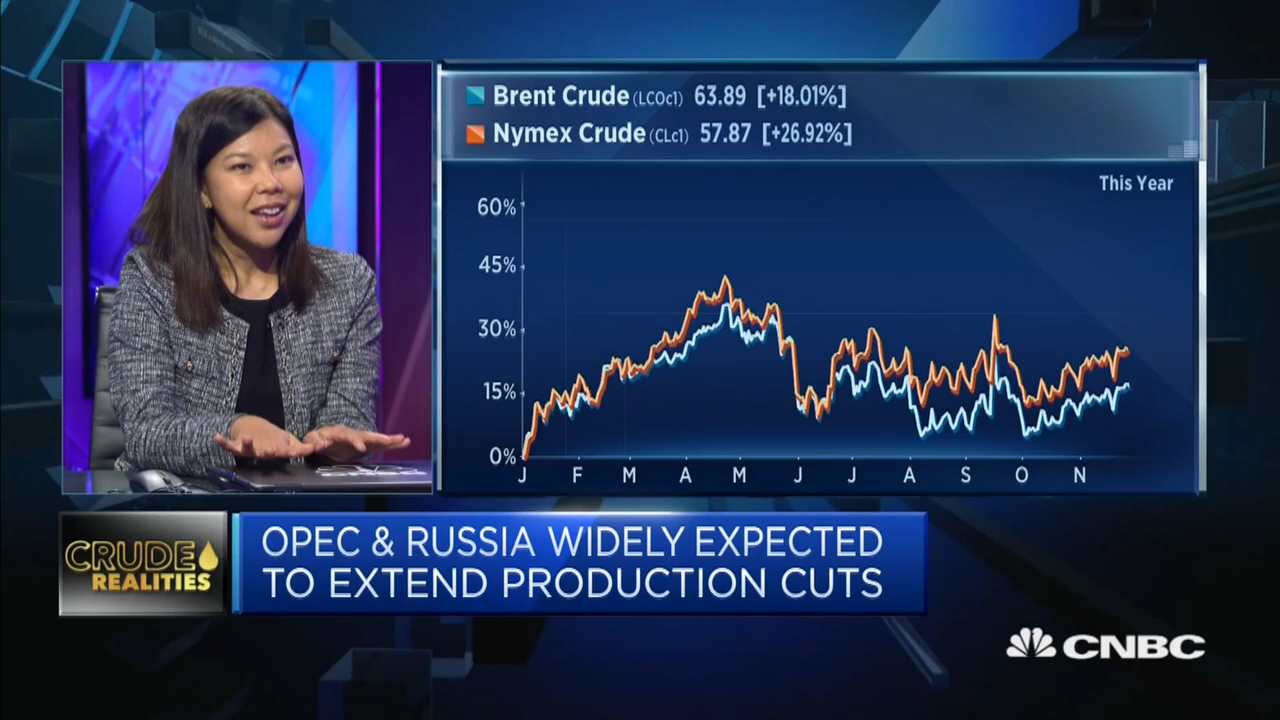 Brent Crude (LCOc1) 63.89 [+18.01%]
Nymex Crude (CLc1) 57.87 [+26.92%]
This Year
60%
45%
30%
15%
0%
J F M A M J J A S O N
CRUDE
REALITIES
OPEC & RUSSIA WIDELY EXPECTED
TO EXTEND PRODUCTION CUTS
CNBC